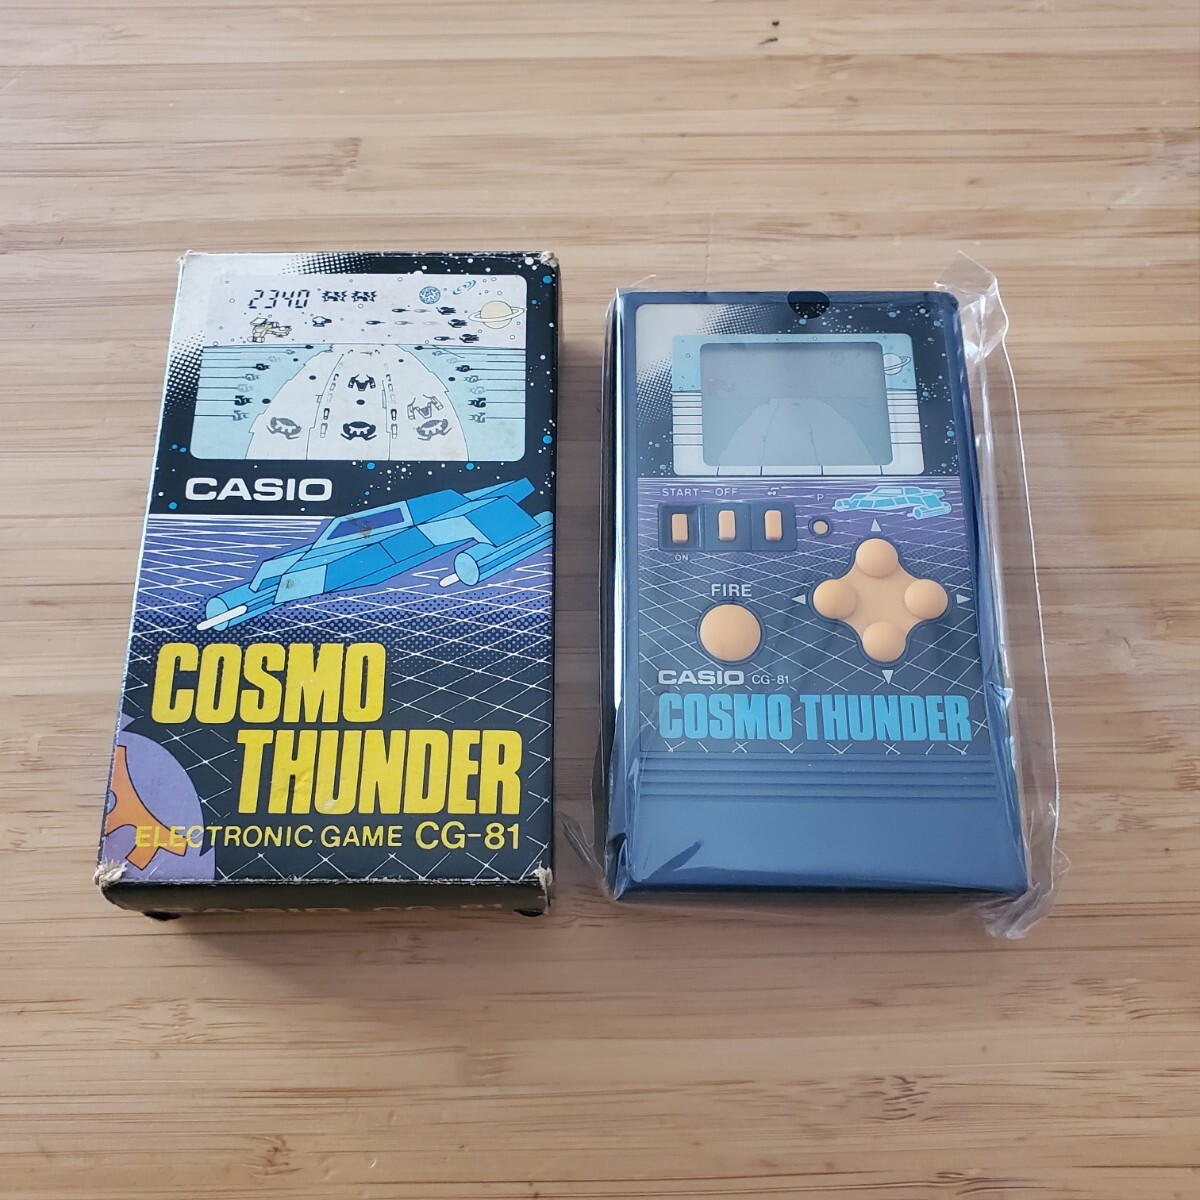 2340
CASIO
COSMO
THUNDER
ELECTRONIC GAME CG-81
START—OFF
P
ON
FIRE
CASIO CG-81
COSMO THUNDER